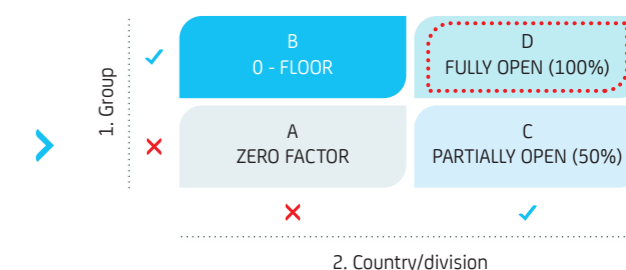 B
0 - FLOOR
D
FULLY OPEN (100%)
1. Group
A
ZERO FACTOR
C
PARTIALLY OPEN (50%)
2. Country/division